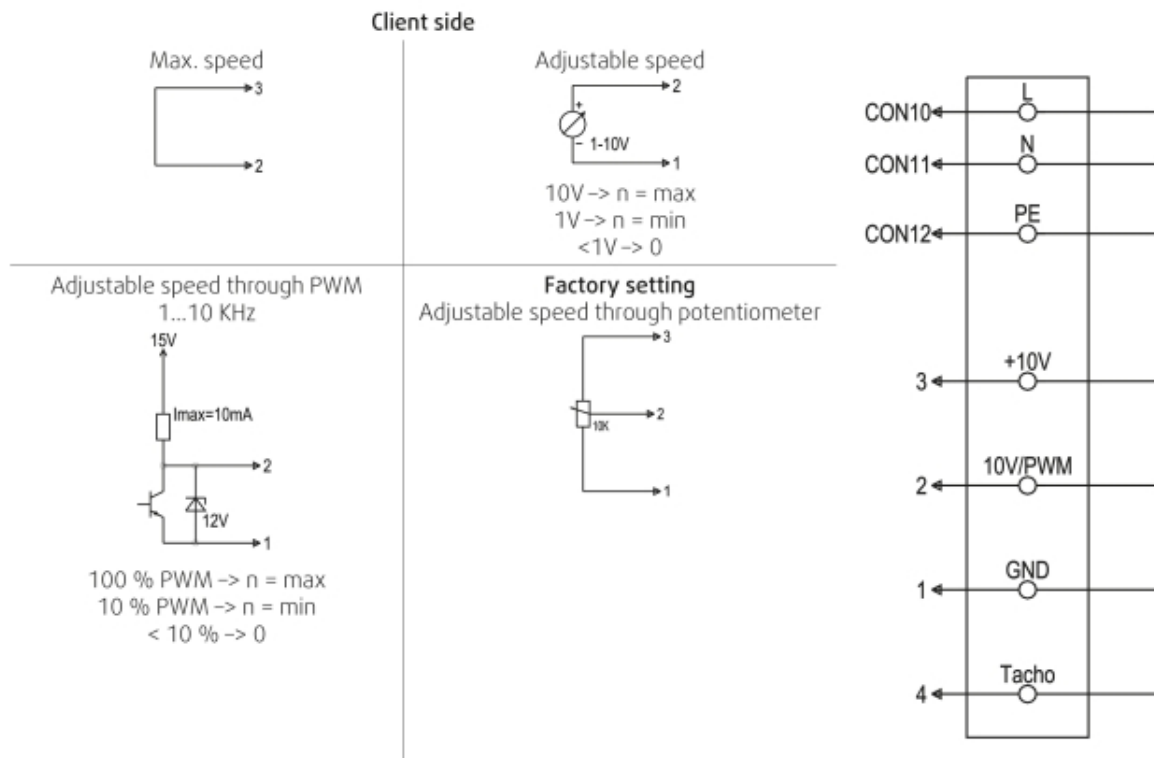 Client side
Max. speed
3
2
Adjustable speed
2
+
− 1-10V
1
10V –> n = max
1V –> n = min
<1V –> 0
Adjustable speed through PWM
1...10 KHz
15V
Imax=10mA
2
12V
1
100 % PWM –> n = max
10 % PWM –> n = min
< 10 % –> 0
Factory setting
Adjustable speed through potentiometer
3
2
10K
1
L
CON10
N
CON11
PE
CON12
+10V
3
10V/PWM
2
GND
1
Tacho
4